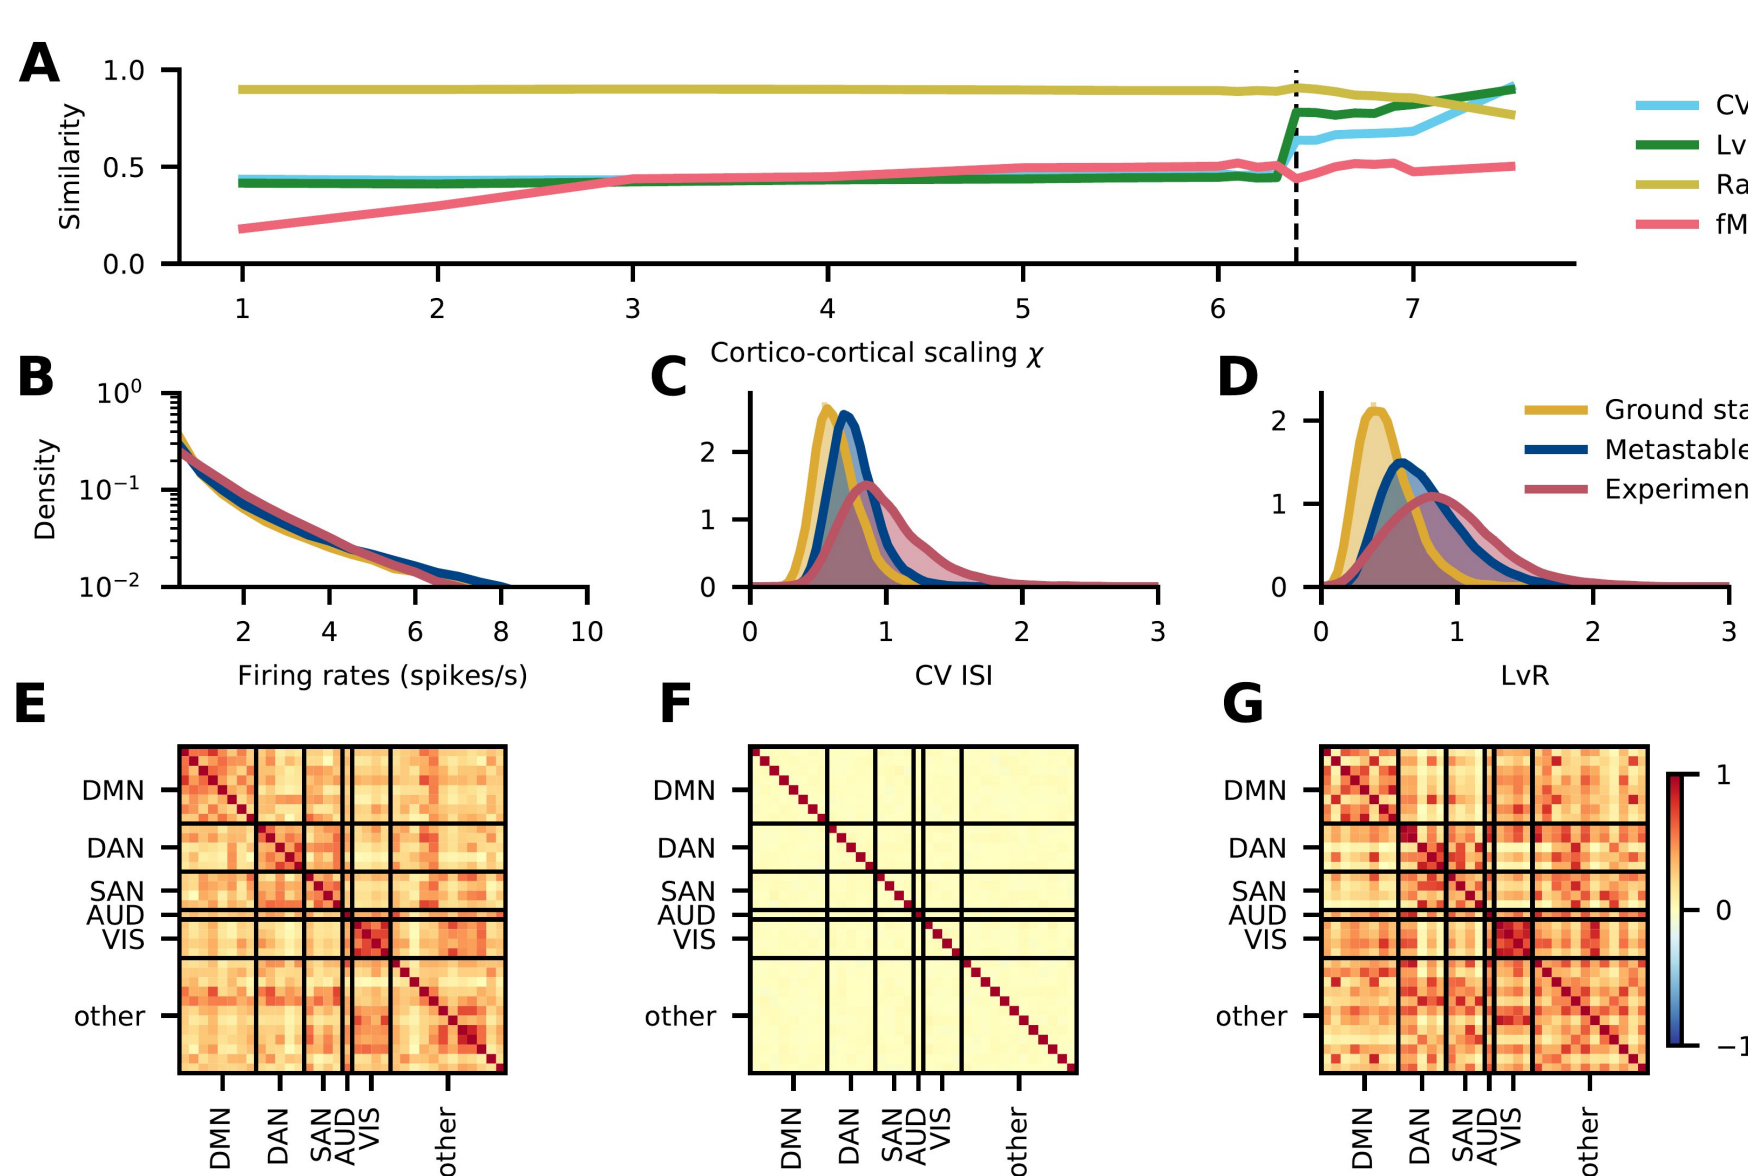 A
Similarity
1.0
0.5
0.0
1 2 3 4 5 6 7
Cortico-cortical scaling χ
CV
Lv
Ra
fM
B
Density
10⁰
10⁻¹
10⁻²
2 4 6 8 10
Firing rates (spikes/s)
C
2
1
0
0 1 2 3
CV ISI
D
2
1
0
0 1 2 3
LvR
Ground sta
Metastable
Experimen
E
DMN
DAN
SAN
AUD
VIS
other
DMN DAN SAN AUD VIS other
F
DMN
DAN
SAN
AUD
VIS
other
DMN DAN SAN AUD VIS other
G
DMN
DAN
SAN
AUD
VIS
other
DMN DAN SAN AUD VIS other
1
0
−1